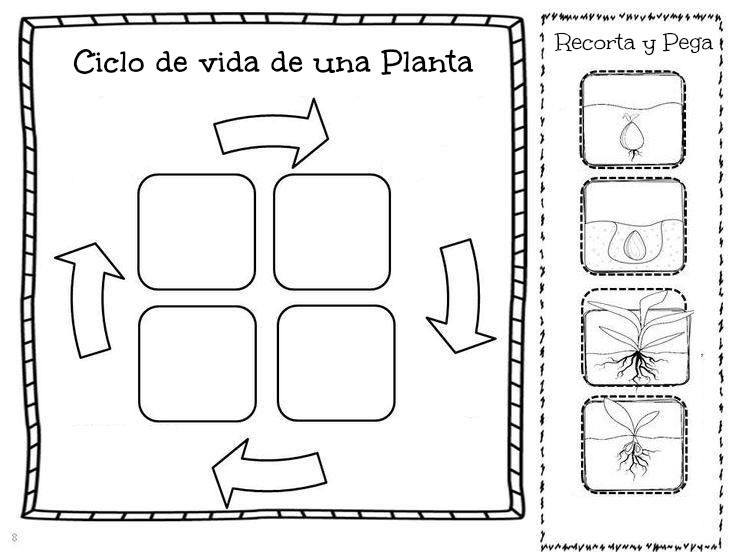 Ciclo de vida de una Planta
Recorta y Pega
8